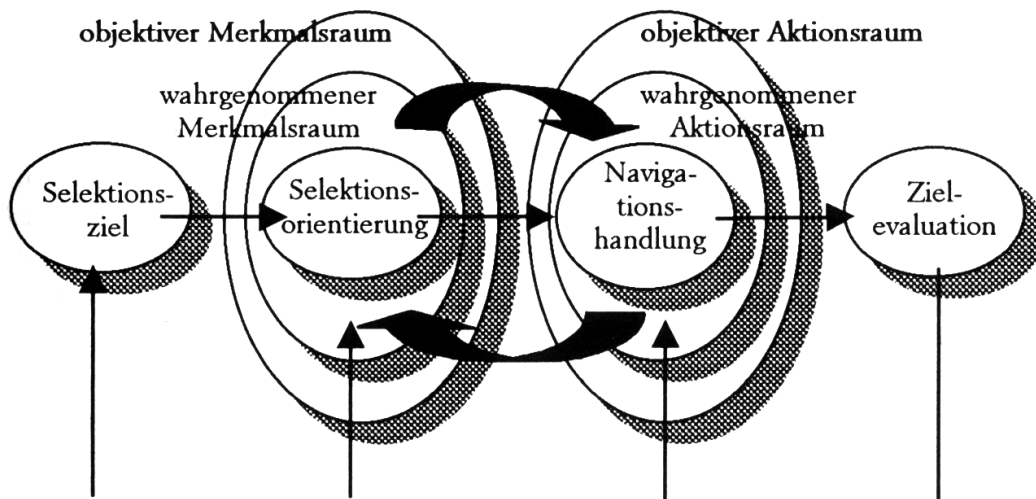 objektiver Merkmalsraum
objektiver Aktionsraum
wahrgenommener
Merkmalsraum
wahrgenommener
Aktionsraum
Selektions-
ziel
Selektions-
orientierung
Naviga-
tions-
handlung
Ziel-
evaluation